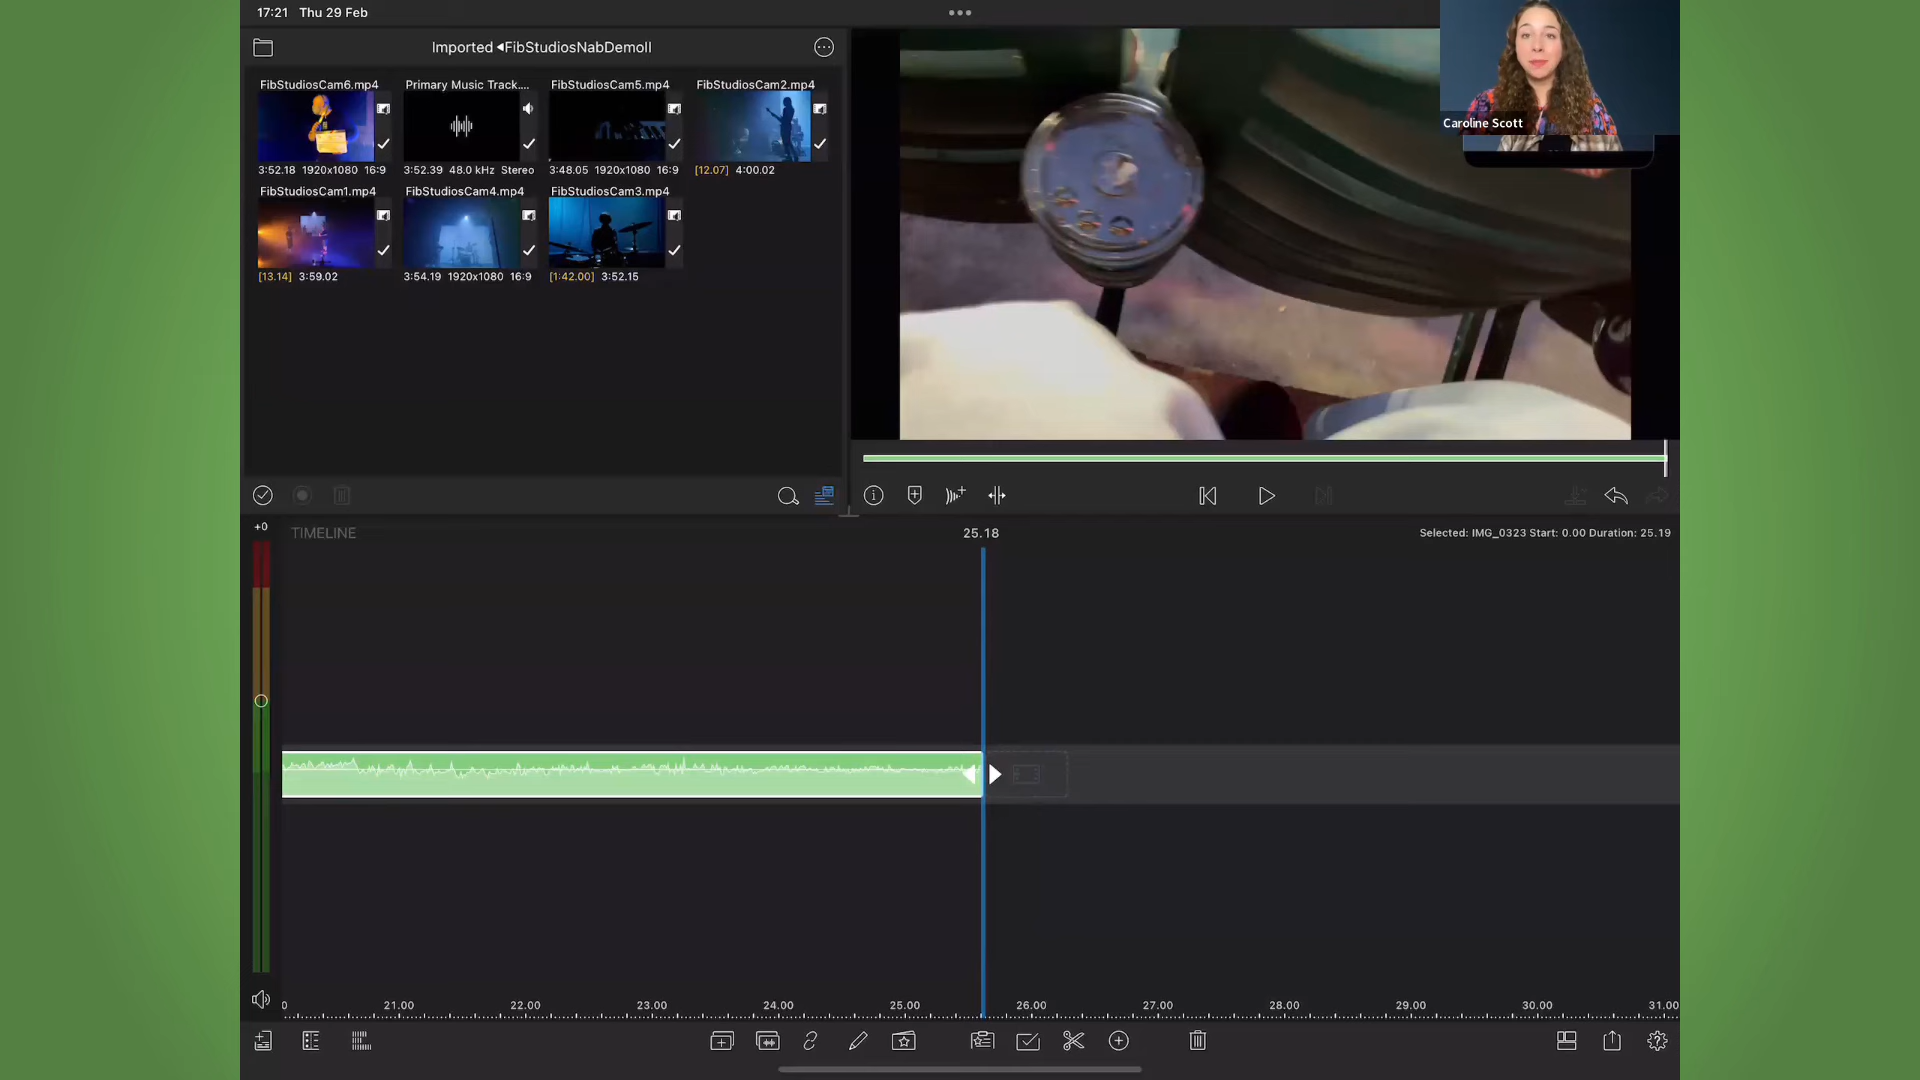 17:21 Thu 29 Feb
Imported ◀FibStudiosNabDemoII
FibStudiosCam6.mp4 Primary Music Track.... FibStudiosCam5.mp4 FibStudiosCam2.mp4
3:52.18 1920x1080 16:9 3:52.39 48.0 kHz Stereo 3:48.05 1920x1080 16:9 [12.07] 4:00.02
FibStudiosCam1.mp4 FibStudiosCam4.mp4 FibStudiosCam3.mp4
[13.14] 3:59.02 3:54.19 1920x1080 16:9 [1:42.00] 3:52.15
Caroline Scott
+0
TIMELINE 25.18 Selected: IMG_0323 Start: 0.00 Duration: 25.19
0 21.00 22.00 23.00 24.00 25.00 26.00 27.00 28.00 29.00 30.00 31.00